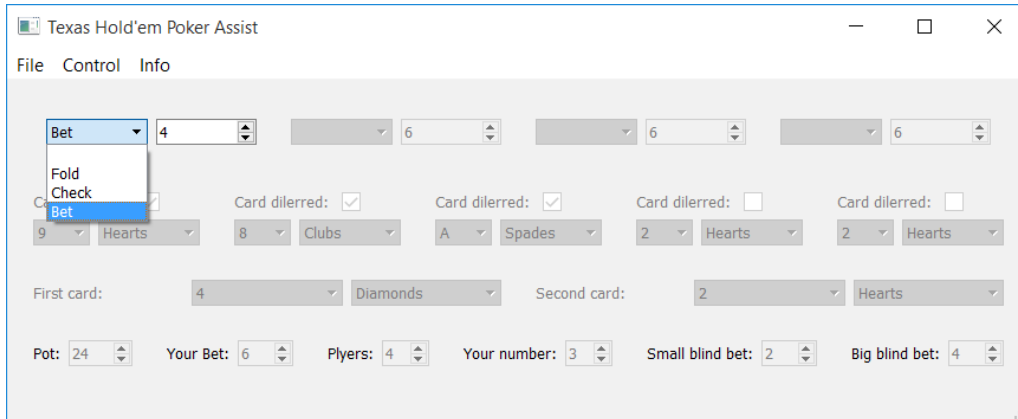 Texas Hold'em Poker Assist
File Control Info
Bet 4 6 6 6
Fold
Check
Bet
Card dilerred: Card dilerred: Card dilerred: Card dilerred:
9 Hearts 8 Clubs A Spades 2 Hearts 2 Hearts
First card: 4 Diamonds Second card: 2 Hearts
Pot: 24 Your Bet: 6 Plyers: 4 Your number: 3 Small blind bet: 2 Big blind bet: 4